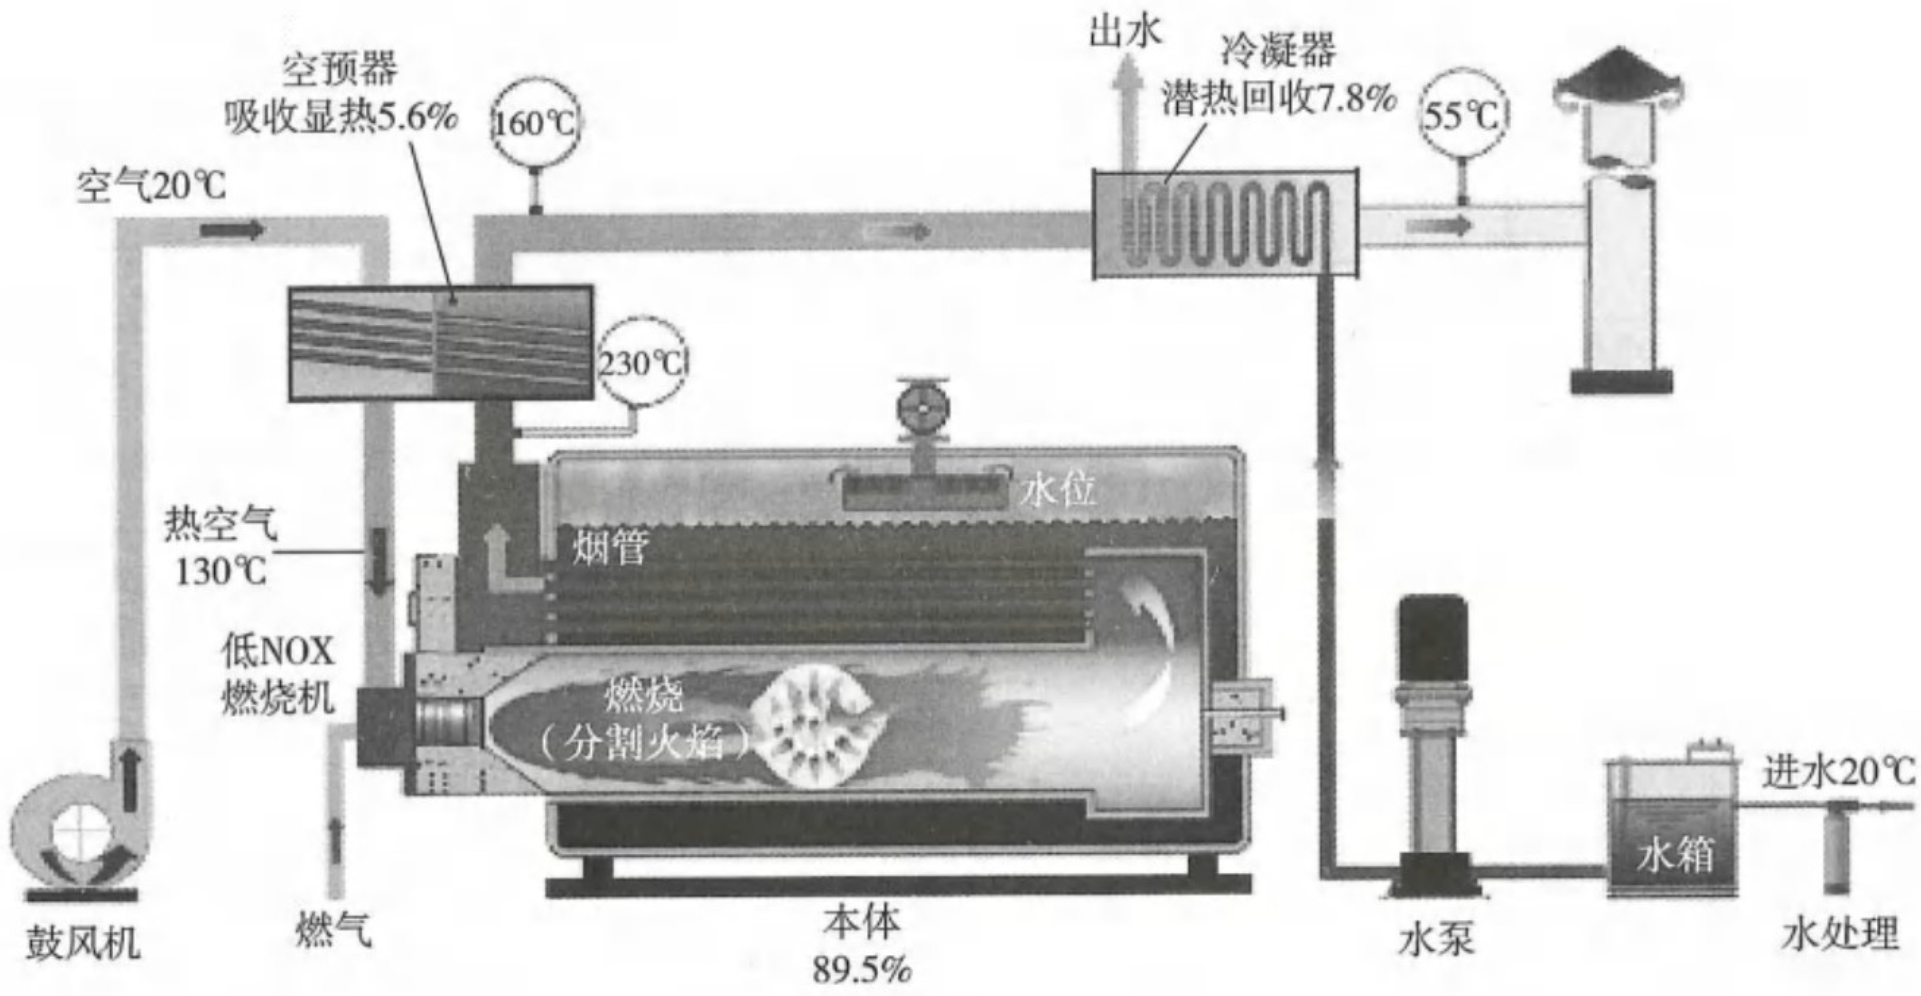 出水
冷凝器
潜热回收7.8%
空预器
吸收显热5.6%
160℃
55℃
空气20℃
230℃
水位
烟管
热空气
130℃
低NOX
燃烧机
燃烧
（分割火焰）
进水20℃
水箱
鼓风机
燃气
本体
89.5%
水泵
水处理